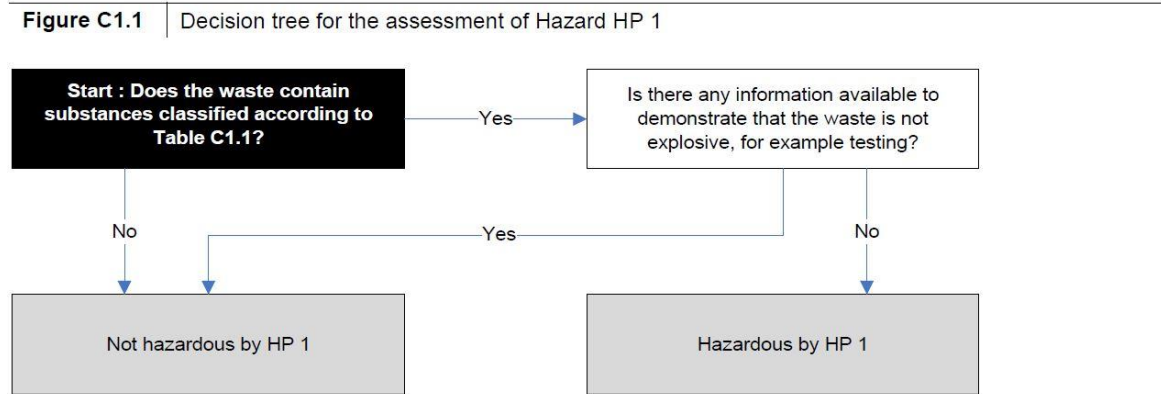 Figure C1.1 Decision tree for the assessment of Hazard HP 1
Start : Does the waste contain
substances classified according to
Table C1.1?
Yes
Is there any information available to
demonstrate that the waste is not
explosive, for example testing?
No
Yes
No
Not hazardous by HP 1
Hazardous by HP 1